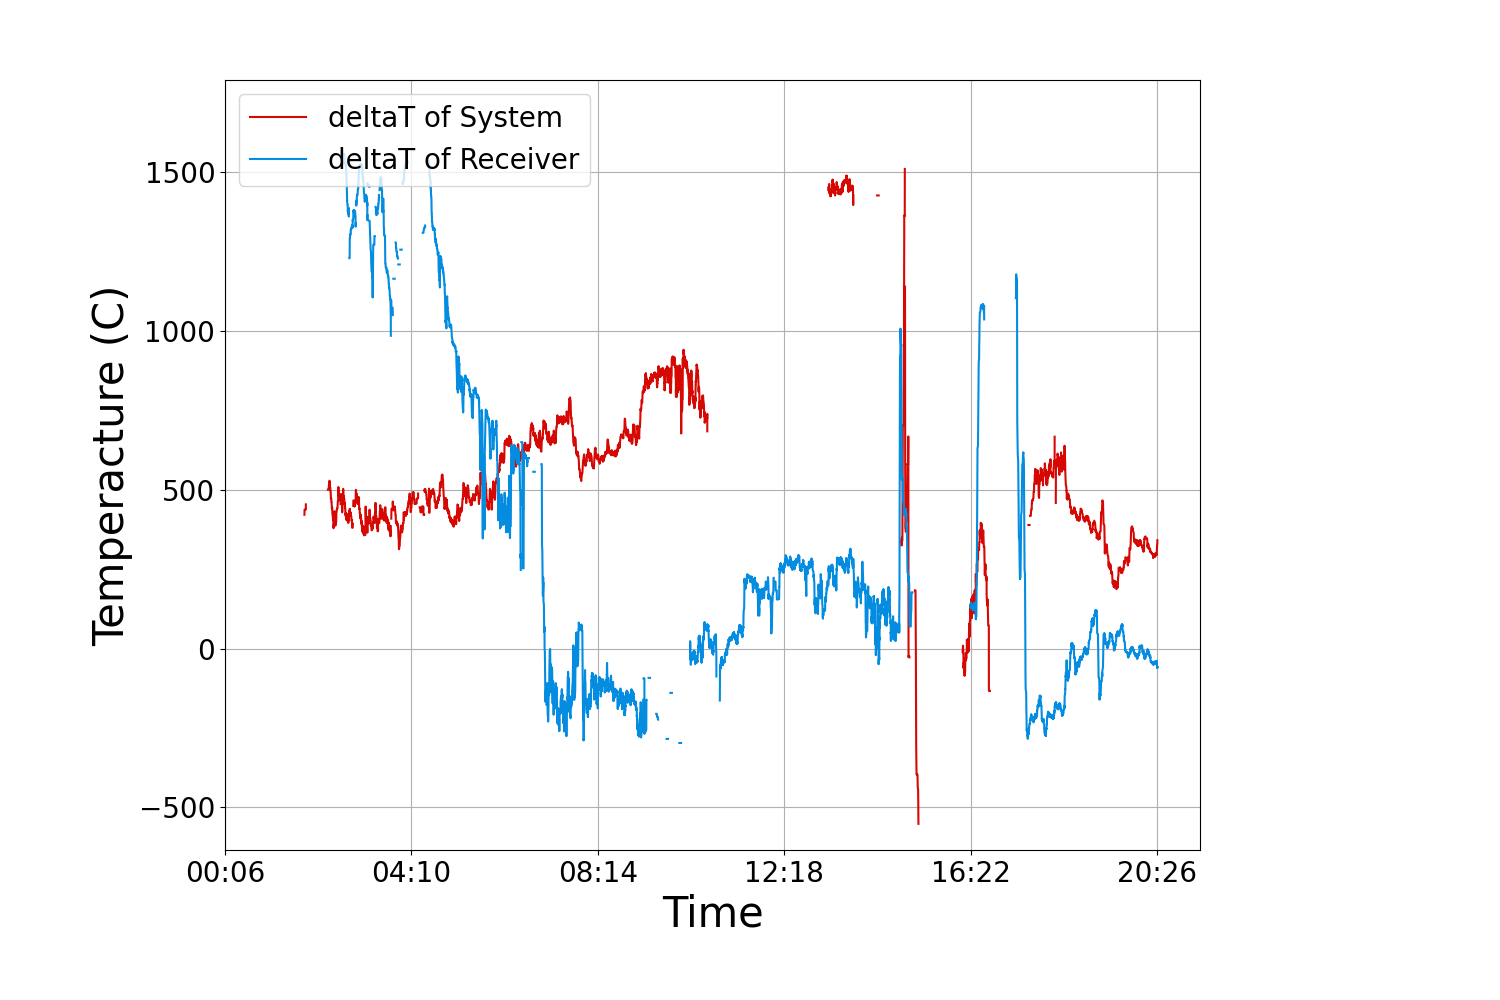 deltaT of System
deltaT of Receiver
1500
1000
500
0
−500
Temperacture (C)
00:06 04:10 08:14 12:18 16:22 20:26
Time